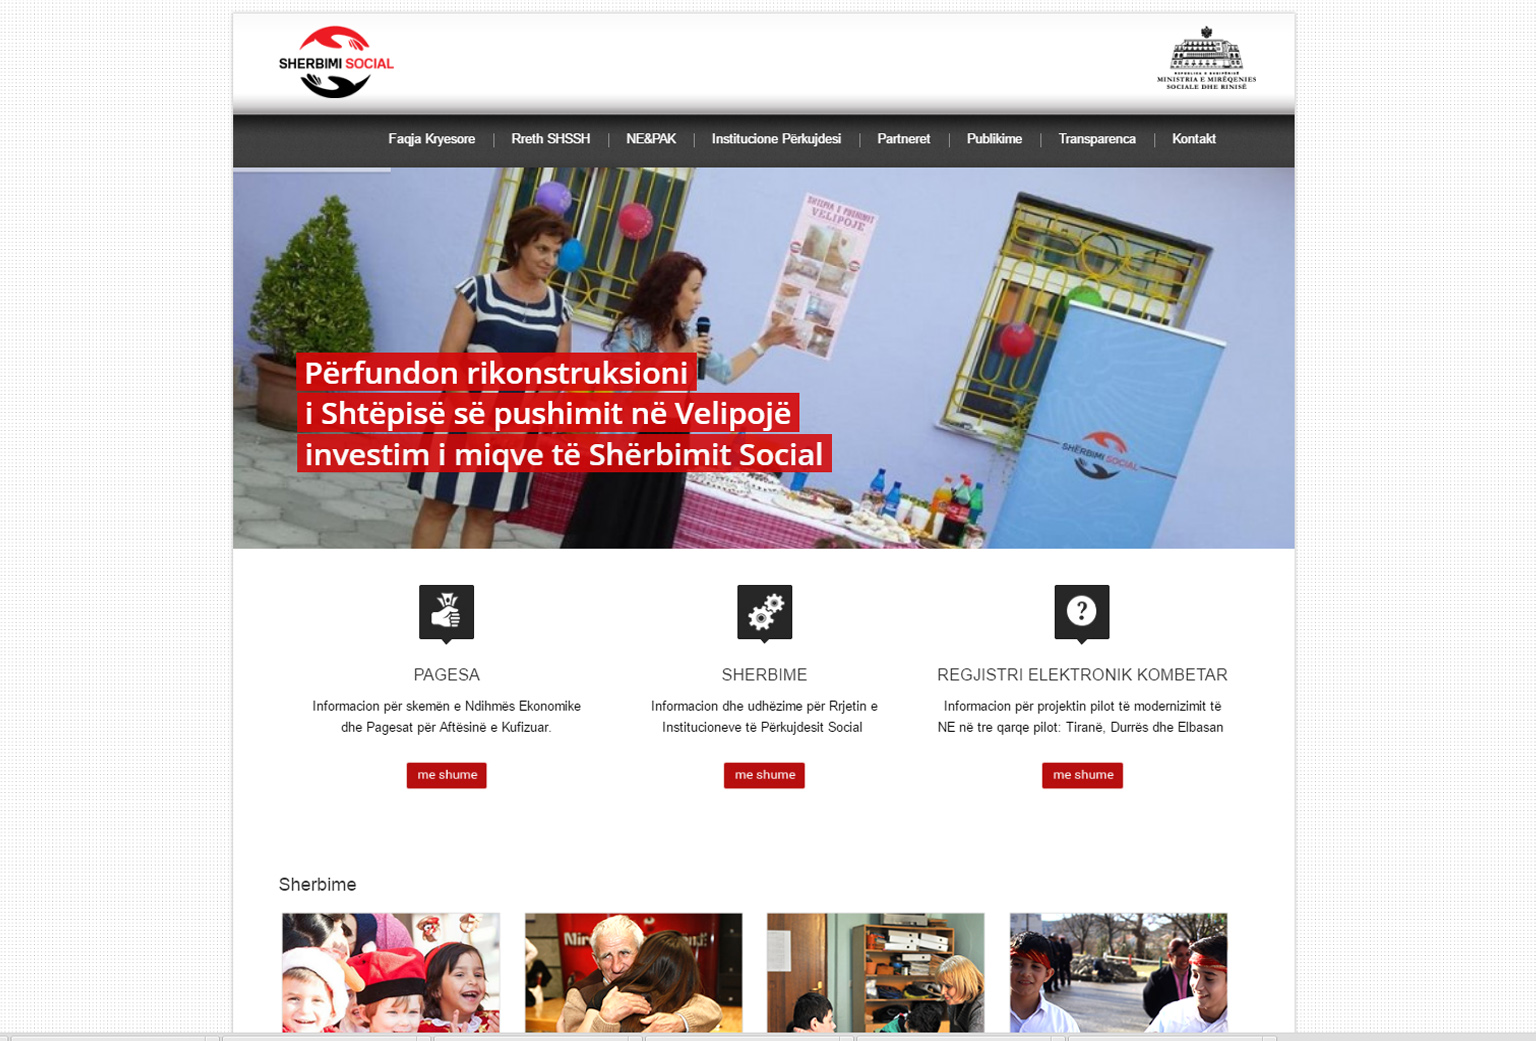 SHERBIMI SOCIAL
REPUBLIKA E SHQIPËRISË
MINISTRIA E MIRËQENIES
SOCIALE DHE RINISË
Faqja Kryesore
Rreth SHSSH
NE&PAK
Institucione Përkujdesi
Partneret
Publikime
Transparenca
Kontakt
SHTEPIA E PUSHIMIT
VELIPOJE
Përfundon rikonstruksioni
i Shtëpisë së pushimit në Velipojë
investim i miqve të Shërbimit Social
SHËRBIMI SOCIAL
PAGESA
Informacion për skemën e Ndihmës Ekonomike
dhe Pagesat për Aftësinë e Kufizuar.
me shume
SHERBIME
Informacion dhe udhëzime për Rrjetin e
Institucioneve të Përkujdesit Social
me shume
REGJISTRI ELEKTRONIK KOMBETAR
Informacion për projektin pilot të modernizimit të
NE në tre qarqe pilot: Tiranë, Durrës dhe Elbasan
me shume
Sherbime